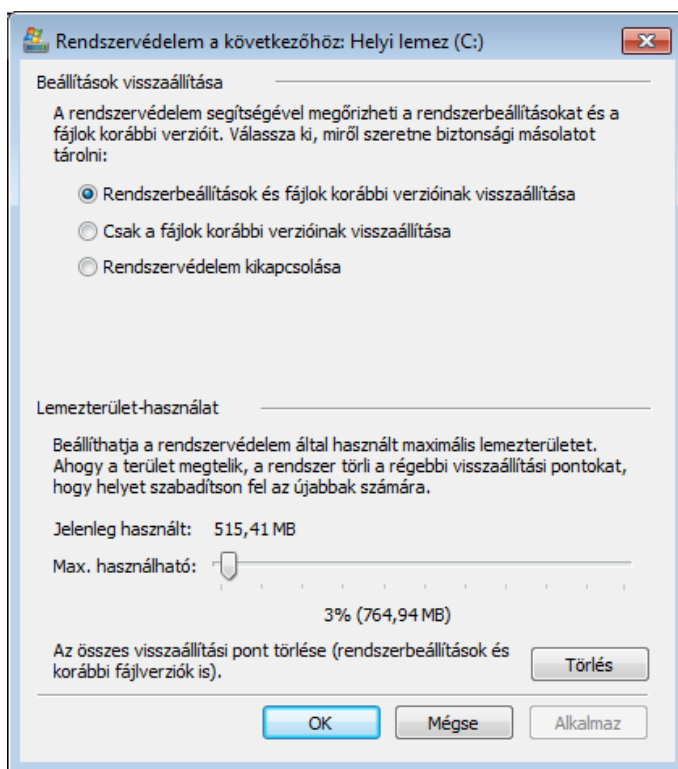 Rendszervédelem a következőhöz: Helyi lemez (C:)
Beállítások visszaállítása
A rendszervédelem segítségével megőrizheti a rendszerbeállításokat és a
fájlok korábbi verzióit. Válassza ki, miről szeretne biztonsági másolatot
tárolni:
Rendszerbeállítások és fájlok korábbi verzióinak visszaállítása
Csak a fájlok korábbi verzióinak visszaállítása
Rendszervédelem kikapcsolása
Lemezterület-használat
Beállíthatja a rendszervédelem által használt maximális lemezterületet.
Ahogy a terület megtelik, a rendszer törli a régebbi visszaállítási pontokat,
hogy helyet szabadítson fel az újabbak számára.
Jelenleg használt: 515,41 MB
Max. használható:
3% (764,94 MB)
Az összes visszaállítási pont törlése (rendszerbeállítások és
korábbi fájlverziók is).
Törlés
OK Mégse Alkalmaz